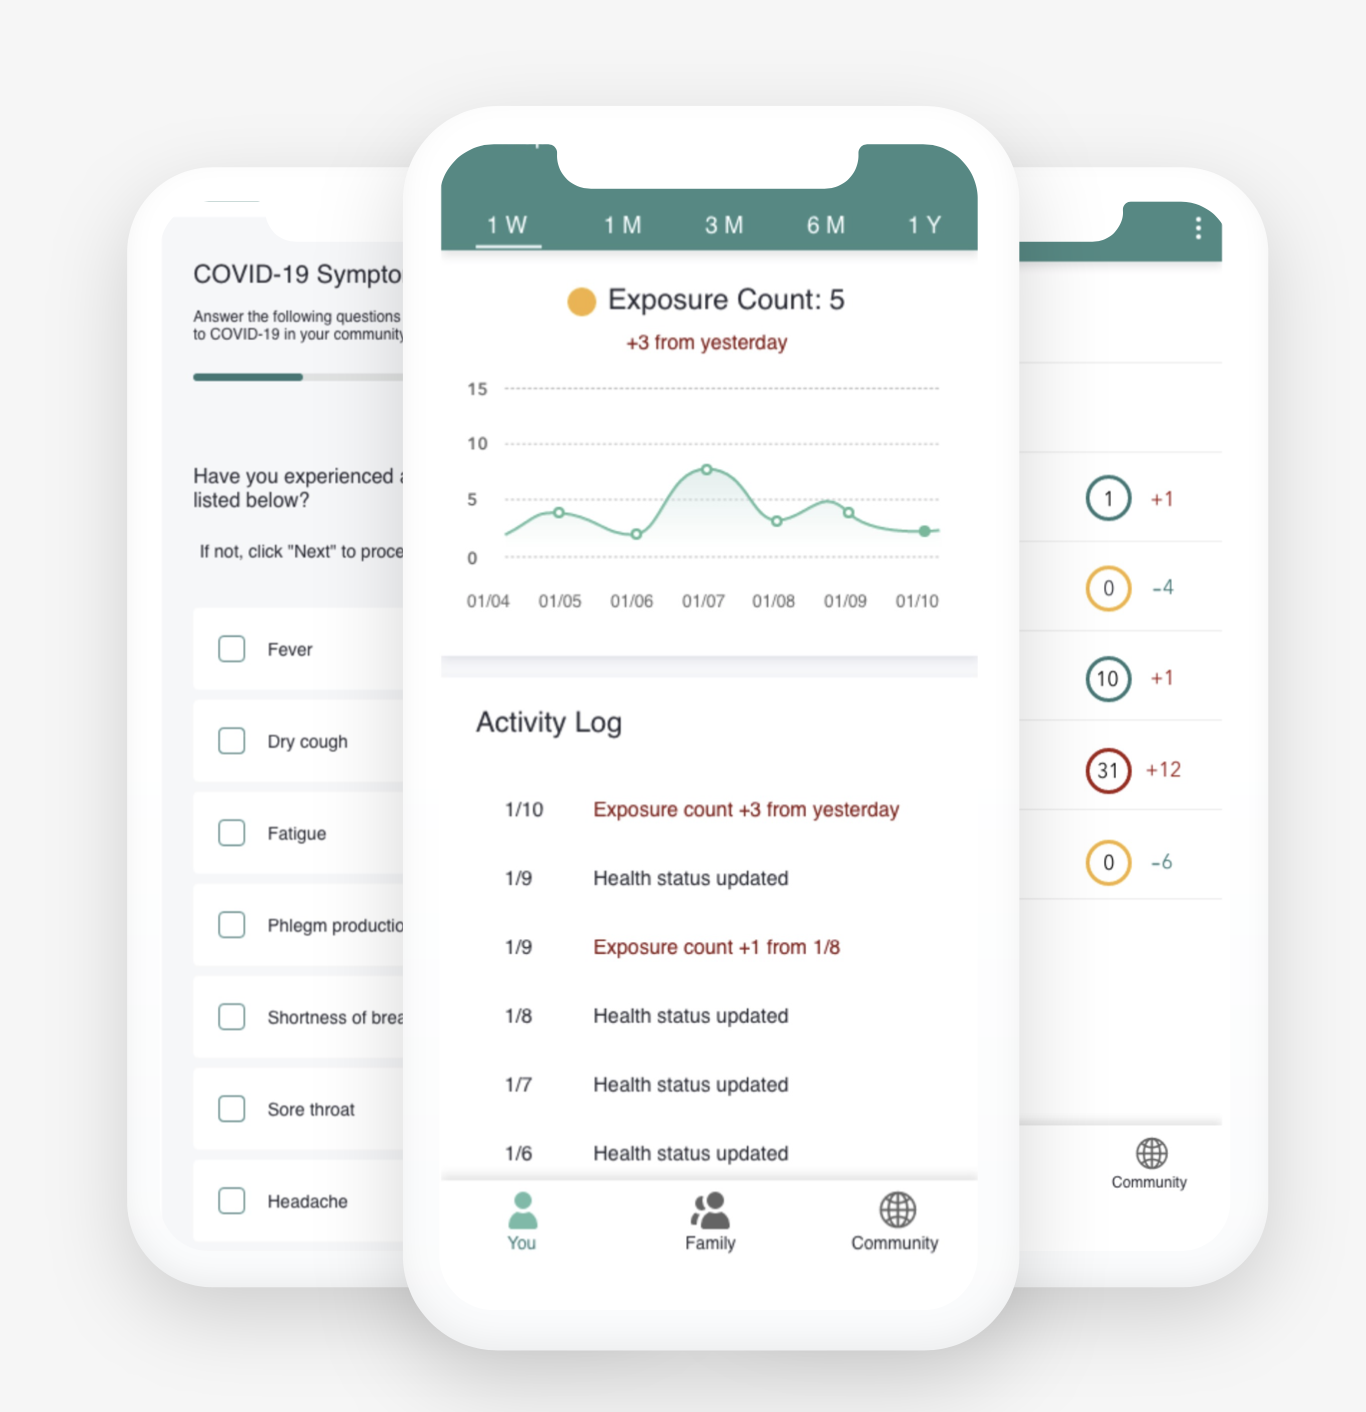 COVID-19 Sympto
Answer the following questions
to COVID-19 in your community
Have you experienced
listed below?
If not, click "Next" to proce
Fever
Dry cough
Fatigue
Phlegm productio
Shortness of brea
Sore throat
Headache
1 W 1 M 3 M 6 M 1 Y
Exposure Count: 5
+3 from yesterday
15
10
5
0
01/04 01/05 01/06 01/07 01/08 01/09 01/10
Activity Log
1/10 Exposure count +3 from yesterday
1/9 Health status updated
1/9 Exposure count +1 from 1/8
1/8 Health status updated
1/7 Health status updated
1/6 Health status updated
You Family Community
1 +1
0 -4
10 +1
31 +12
0 -6
Community